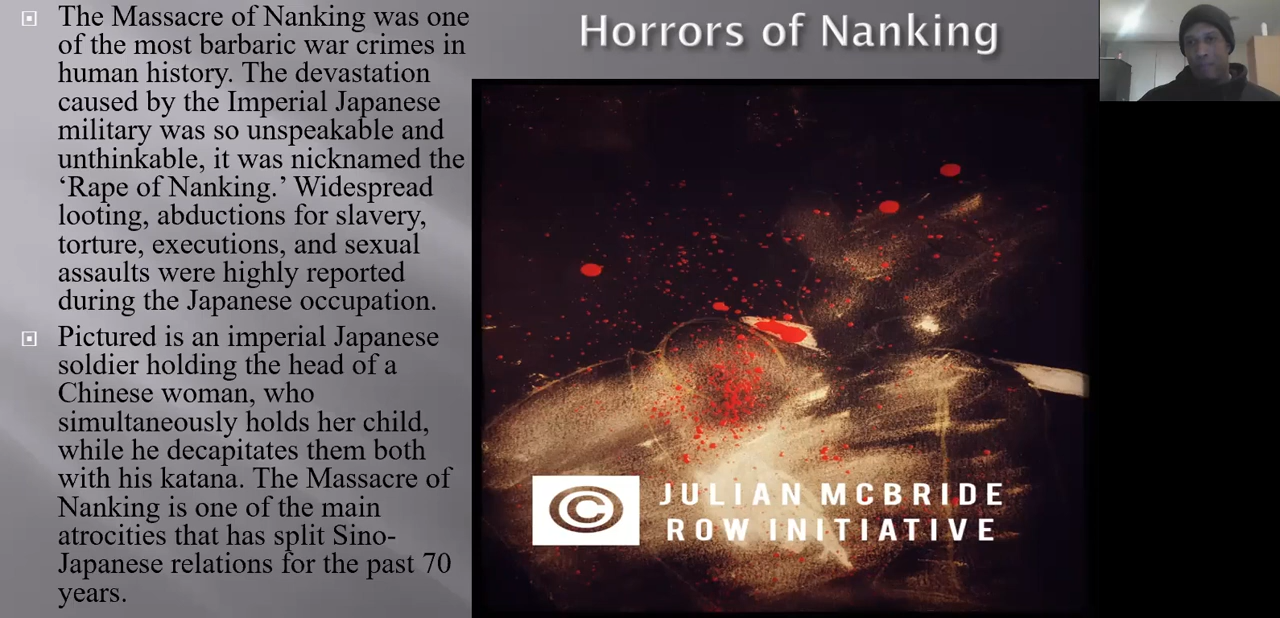 Horrors of Nanking
The Massacre of Nanking was one
of the most barbaric war crimes in
human history. The devastation
caused by the Imperial Japanese
military was so unspeakable and
unthinkable, it was nicknamed the
‘Rape of Nanking.’ Widespread
looting, abductions for slavery,
torture, executions, and sexual
assaults were highly reported
during the Japanese occupation.
Pictured is an imperial Japanese
soldier holding the head of a
Chinese woman, who
simultaneously holds her child,
while he decapitates them both
with his katana. The Massacre of
Nanking is one of the main
atrocities that has split Sino-
Japanese relations for the past 70
years.
©
JULIAN MCBRIDE
ROW INITIATIVE